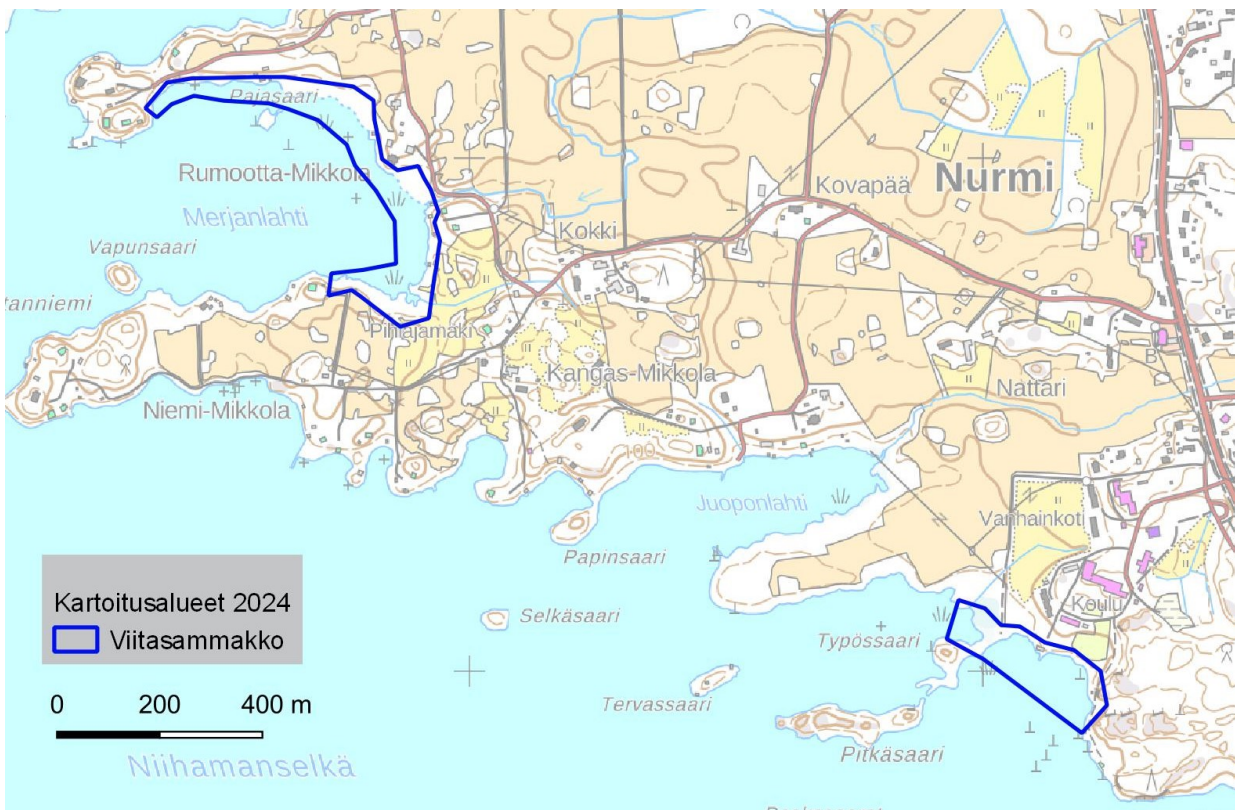 Pajasaari
Rumootta-Mikkola
Merjanlahti
Vapunsaari
tanniemi
Kokki
Kovapää
Nurmi
Pihlajamäki
Niemi-Mikkola
Kangas-Mikkola
Nattari
B
100
Juoponlahti
Vanhainkoti
Papinsaari
Selkäsaari
Koulu
Typössaari
Tervassaari
Pitkäsaari
Niihamanselkä
Kartoitusalueet 2024
Viitasammakko
0 200 400 m